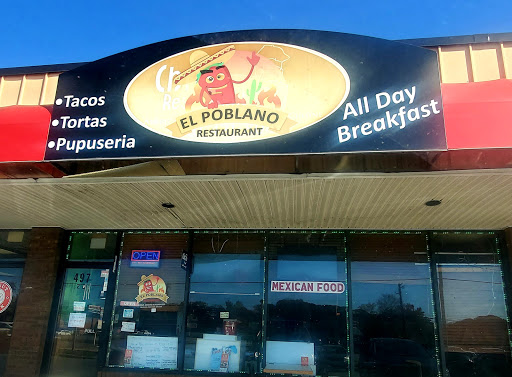 •Tacos
•Tortas
•Pupuseria
EL POBLANO
RESTAURANT
All Day
Breakfast
OPEN
497
MEXICAN FOOD